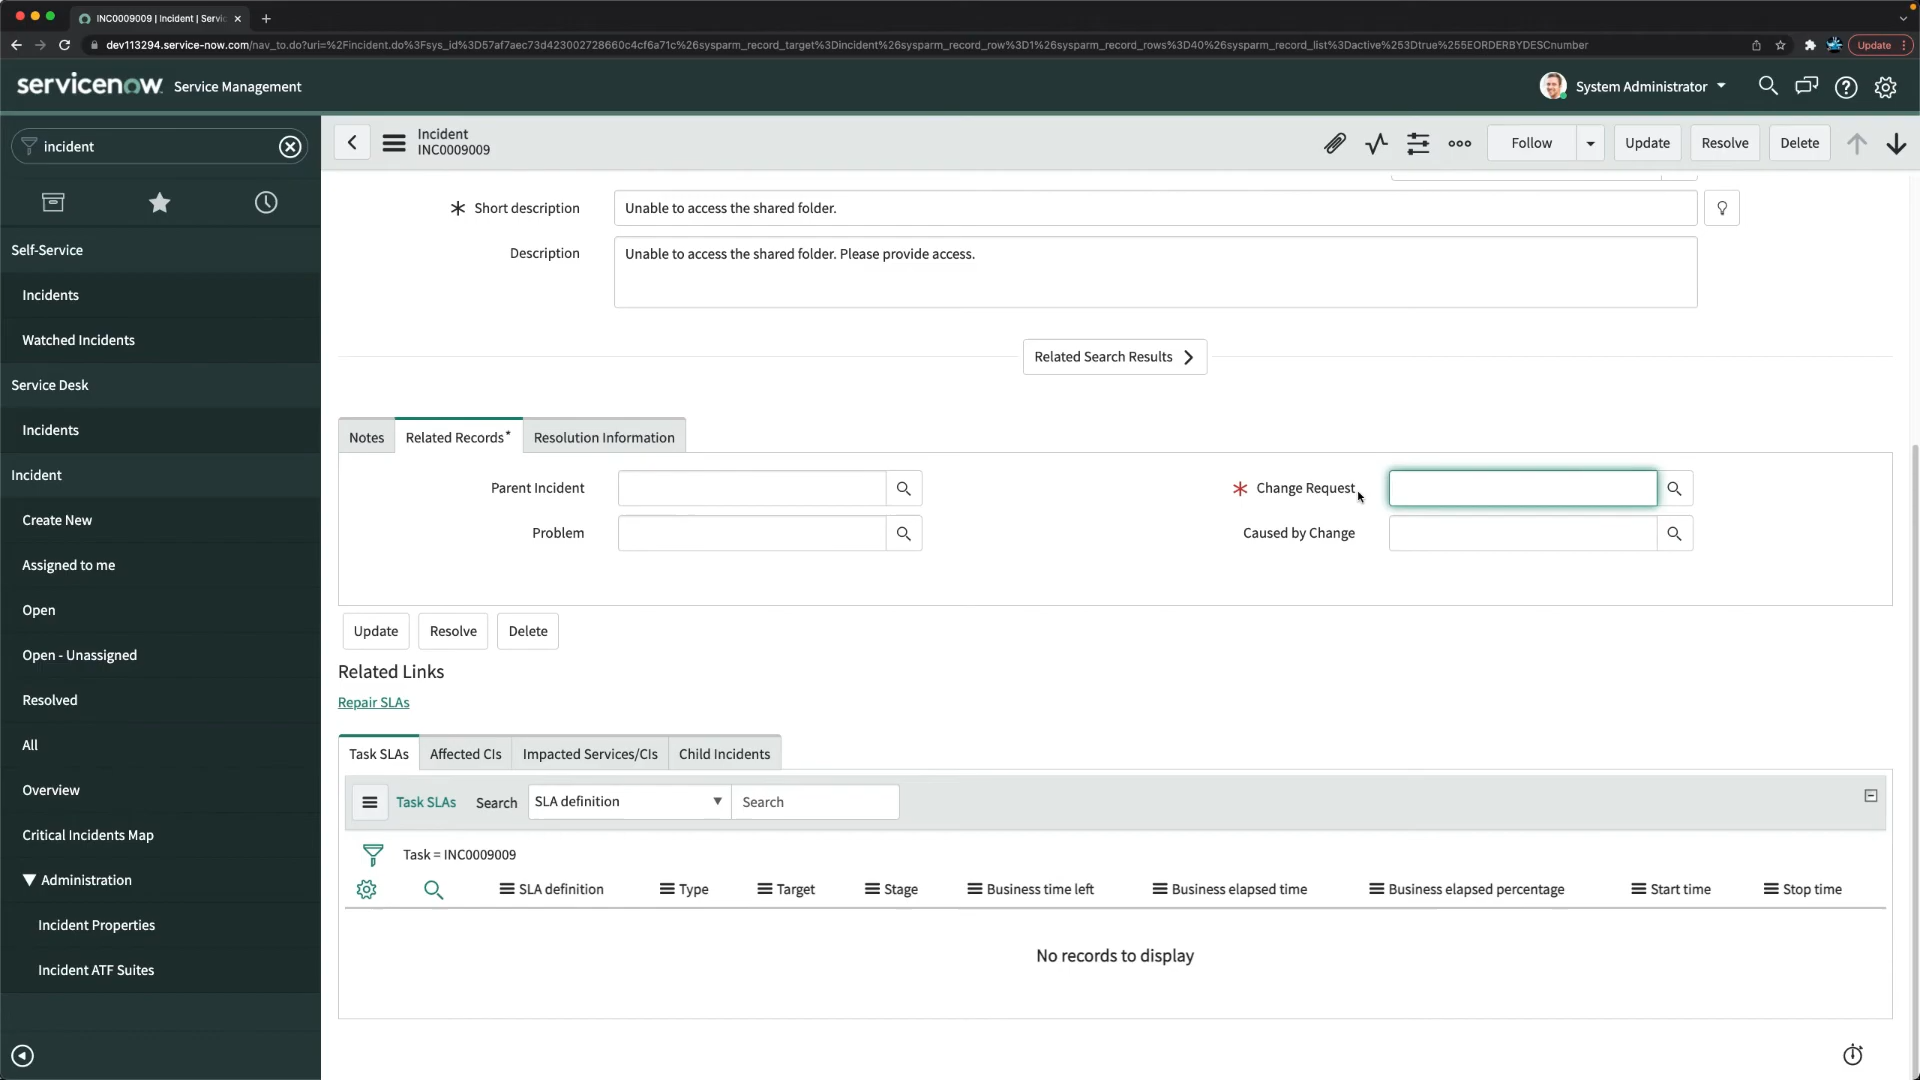 INC0009009 | Incident | Servic
dev113294.service-now.com/nav_to.do?uri=%2Fincident.do%3Fsys_id%3D57af7aec73d423002728660c4cf6a71c%26sysparm_record_target%3Dincident%26sysparm_record_row%3D1%26sysparm_record_rows%3D40%26sysparm_record_list%3Dactive%253Dtrue%255EORDERBYDESCnumber
Update
servicenow Service Management
System Administrator
incident
Incident
INC0009009
Follow
Update
Resolve
Delete
Self-Service
Incidents
Watched Incidents
Service Desk
Incidents
Incident
Create New
Assigned to me
Open
Open - Unassigned
Resolved
All
Overview
Critical Incidents Map
Administration
Incident Properties
Incident ATF Suites
Short description
Unable to access the shared folder.
Description
Unable to access the shared folder. Please provide access.
Related Search Results
Notes
Related Records*
Resolution Information
Parent Incident
Change Request
Problem
Caused by Change
Update
Resolve
Delete
Related Links
Repair SLAs
Task SLAs
Affected CIs
Impacted Services/CIs
Child Incidents
Task SLAs Search SLA definition Search
Task = INC0009009
SLA definition Type Target Stage Business time left Business elapsed time Business elapsed percentage Start time Stop time
No records to display